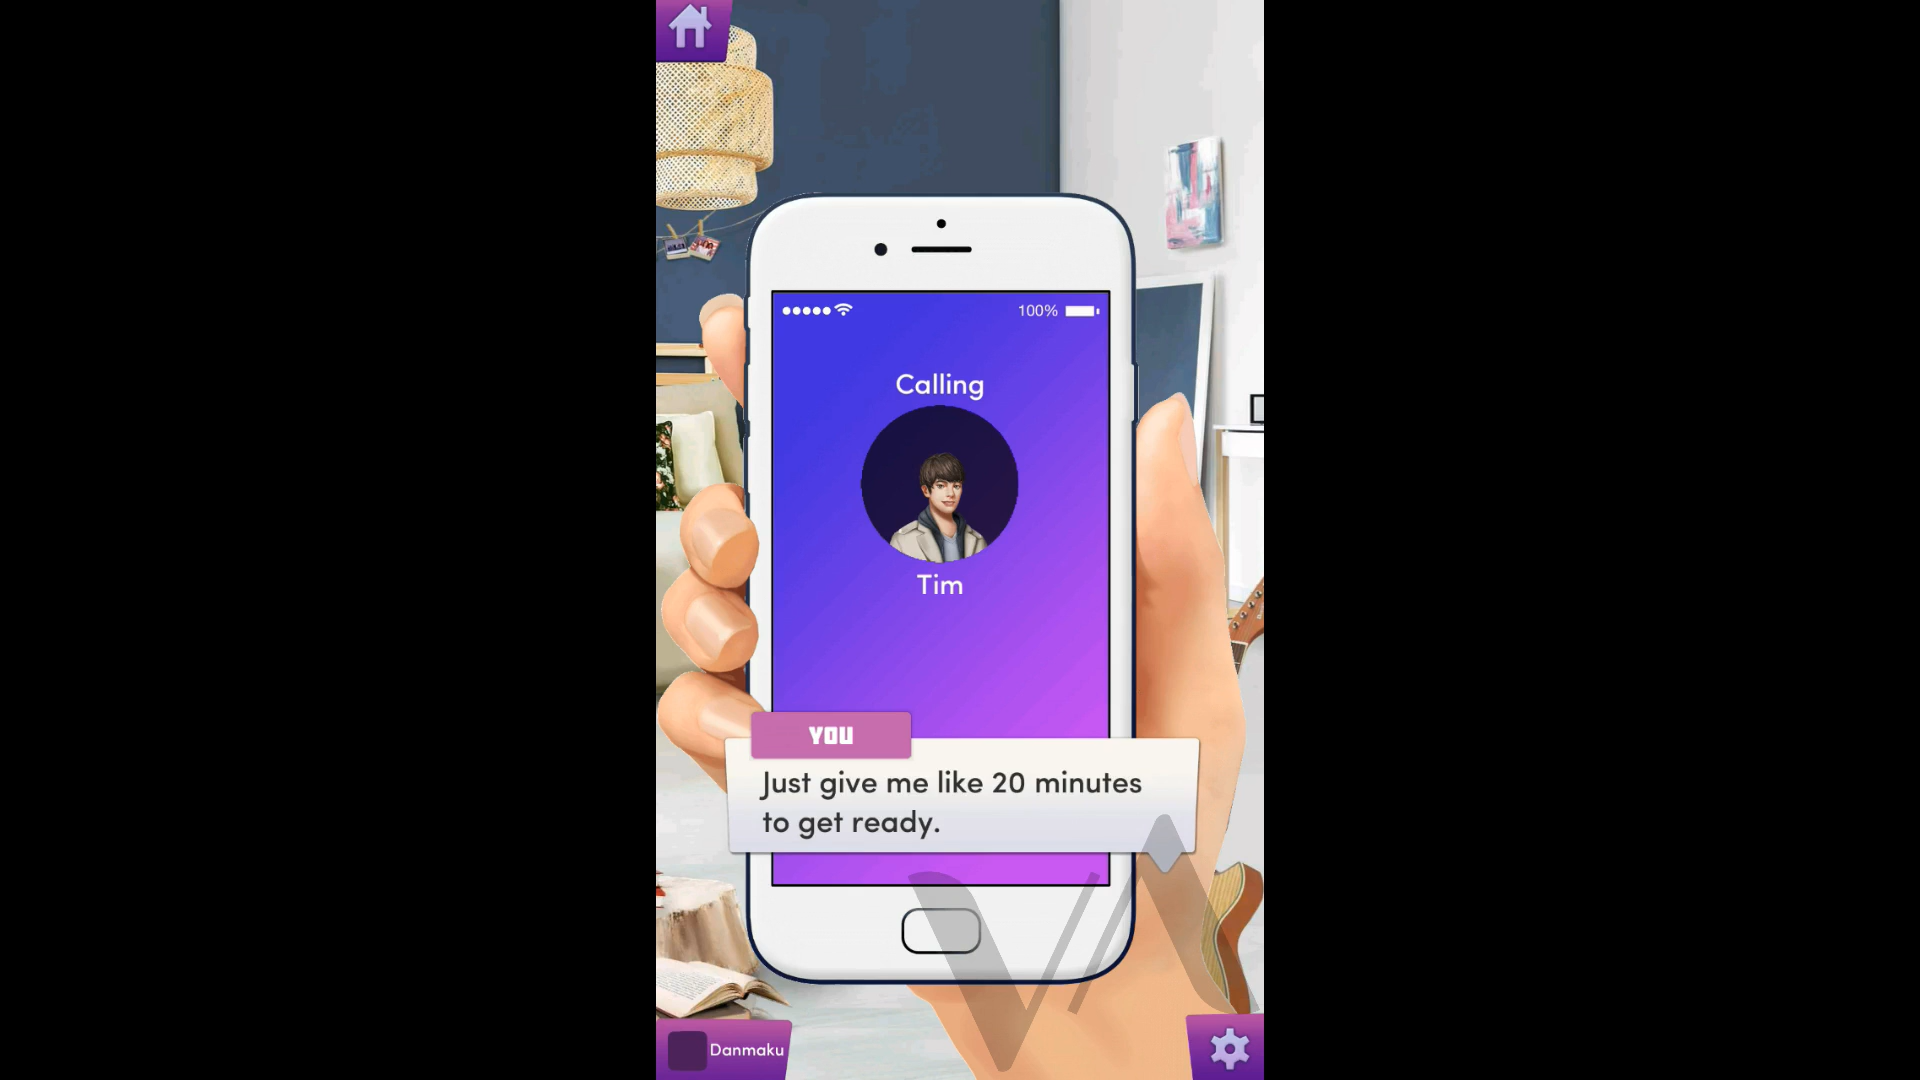 100%
Calling
Tim
YOU
Just give me like 20 minutes
to get ready.
Danmaku